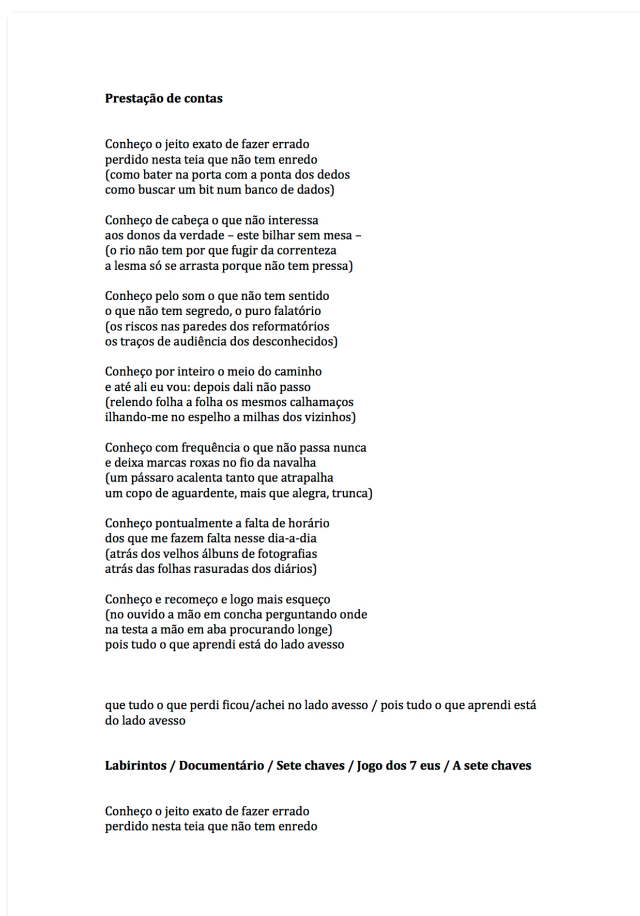 Prestação de contas
Conheço o jeito exato de fazer errado
perdido nesta teia que não tem enredo
(como bater na porta com a ponta dos dedos
como buscar um bit num banco de dados)
Conheço de cabeça o que não interessa
aos donos da verdade – este bilhar sem mesa –
(o rio não tem por que fugir da correnteza
a lesma só se arrasta porque não tem pressa)
Conheço pelo som o que não tem sentido
o que não tem segredo, o puro falatório
(os riscos nas paredes dos reformatórios
os traços de audiência dos desconhecidos)
Conheço por inteiro o meio do caminho
e até ali eu vou: depois dali não passo
(relendo folha a folha os mesmos calhamaços
ilhando-me no espelho a milhas dos vizinhos)
Conheço com frequência o que não passa nunca
e deixa marcas roxas no fio da navalha
(um pássaro acalenta tanto que atrapalha
um copo de aguardente, mais que alegra, trunca)
Conheço pontualmente a falta de horário
dos que me fazem falta nesse dia-a-dia
(atrás dos velhos álbuns de fotografias
atrás das folhas rasuradas dos diários)
Conheço e recomeço e logo mais esqueço
(no ouvido a mão em concha perguntando onde
na testa a mão em aba procurando longe)
pois tudo o que aprendi está do lado avesso
que tudo o que perdi ficou/achei no lado avesso / pois tudo o que aprendi está
do lado avesso
Labirintos / Documentário / Sete chaves / Jogo dos 7 eus / A sete chaves
Conheço o jeito exato de fazer errado
perdido nesta teia que não tem enredo